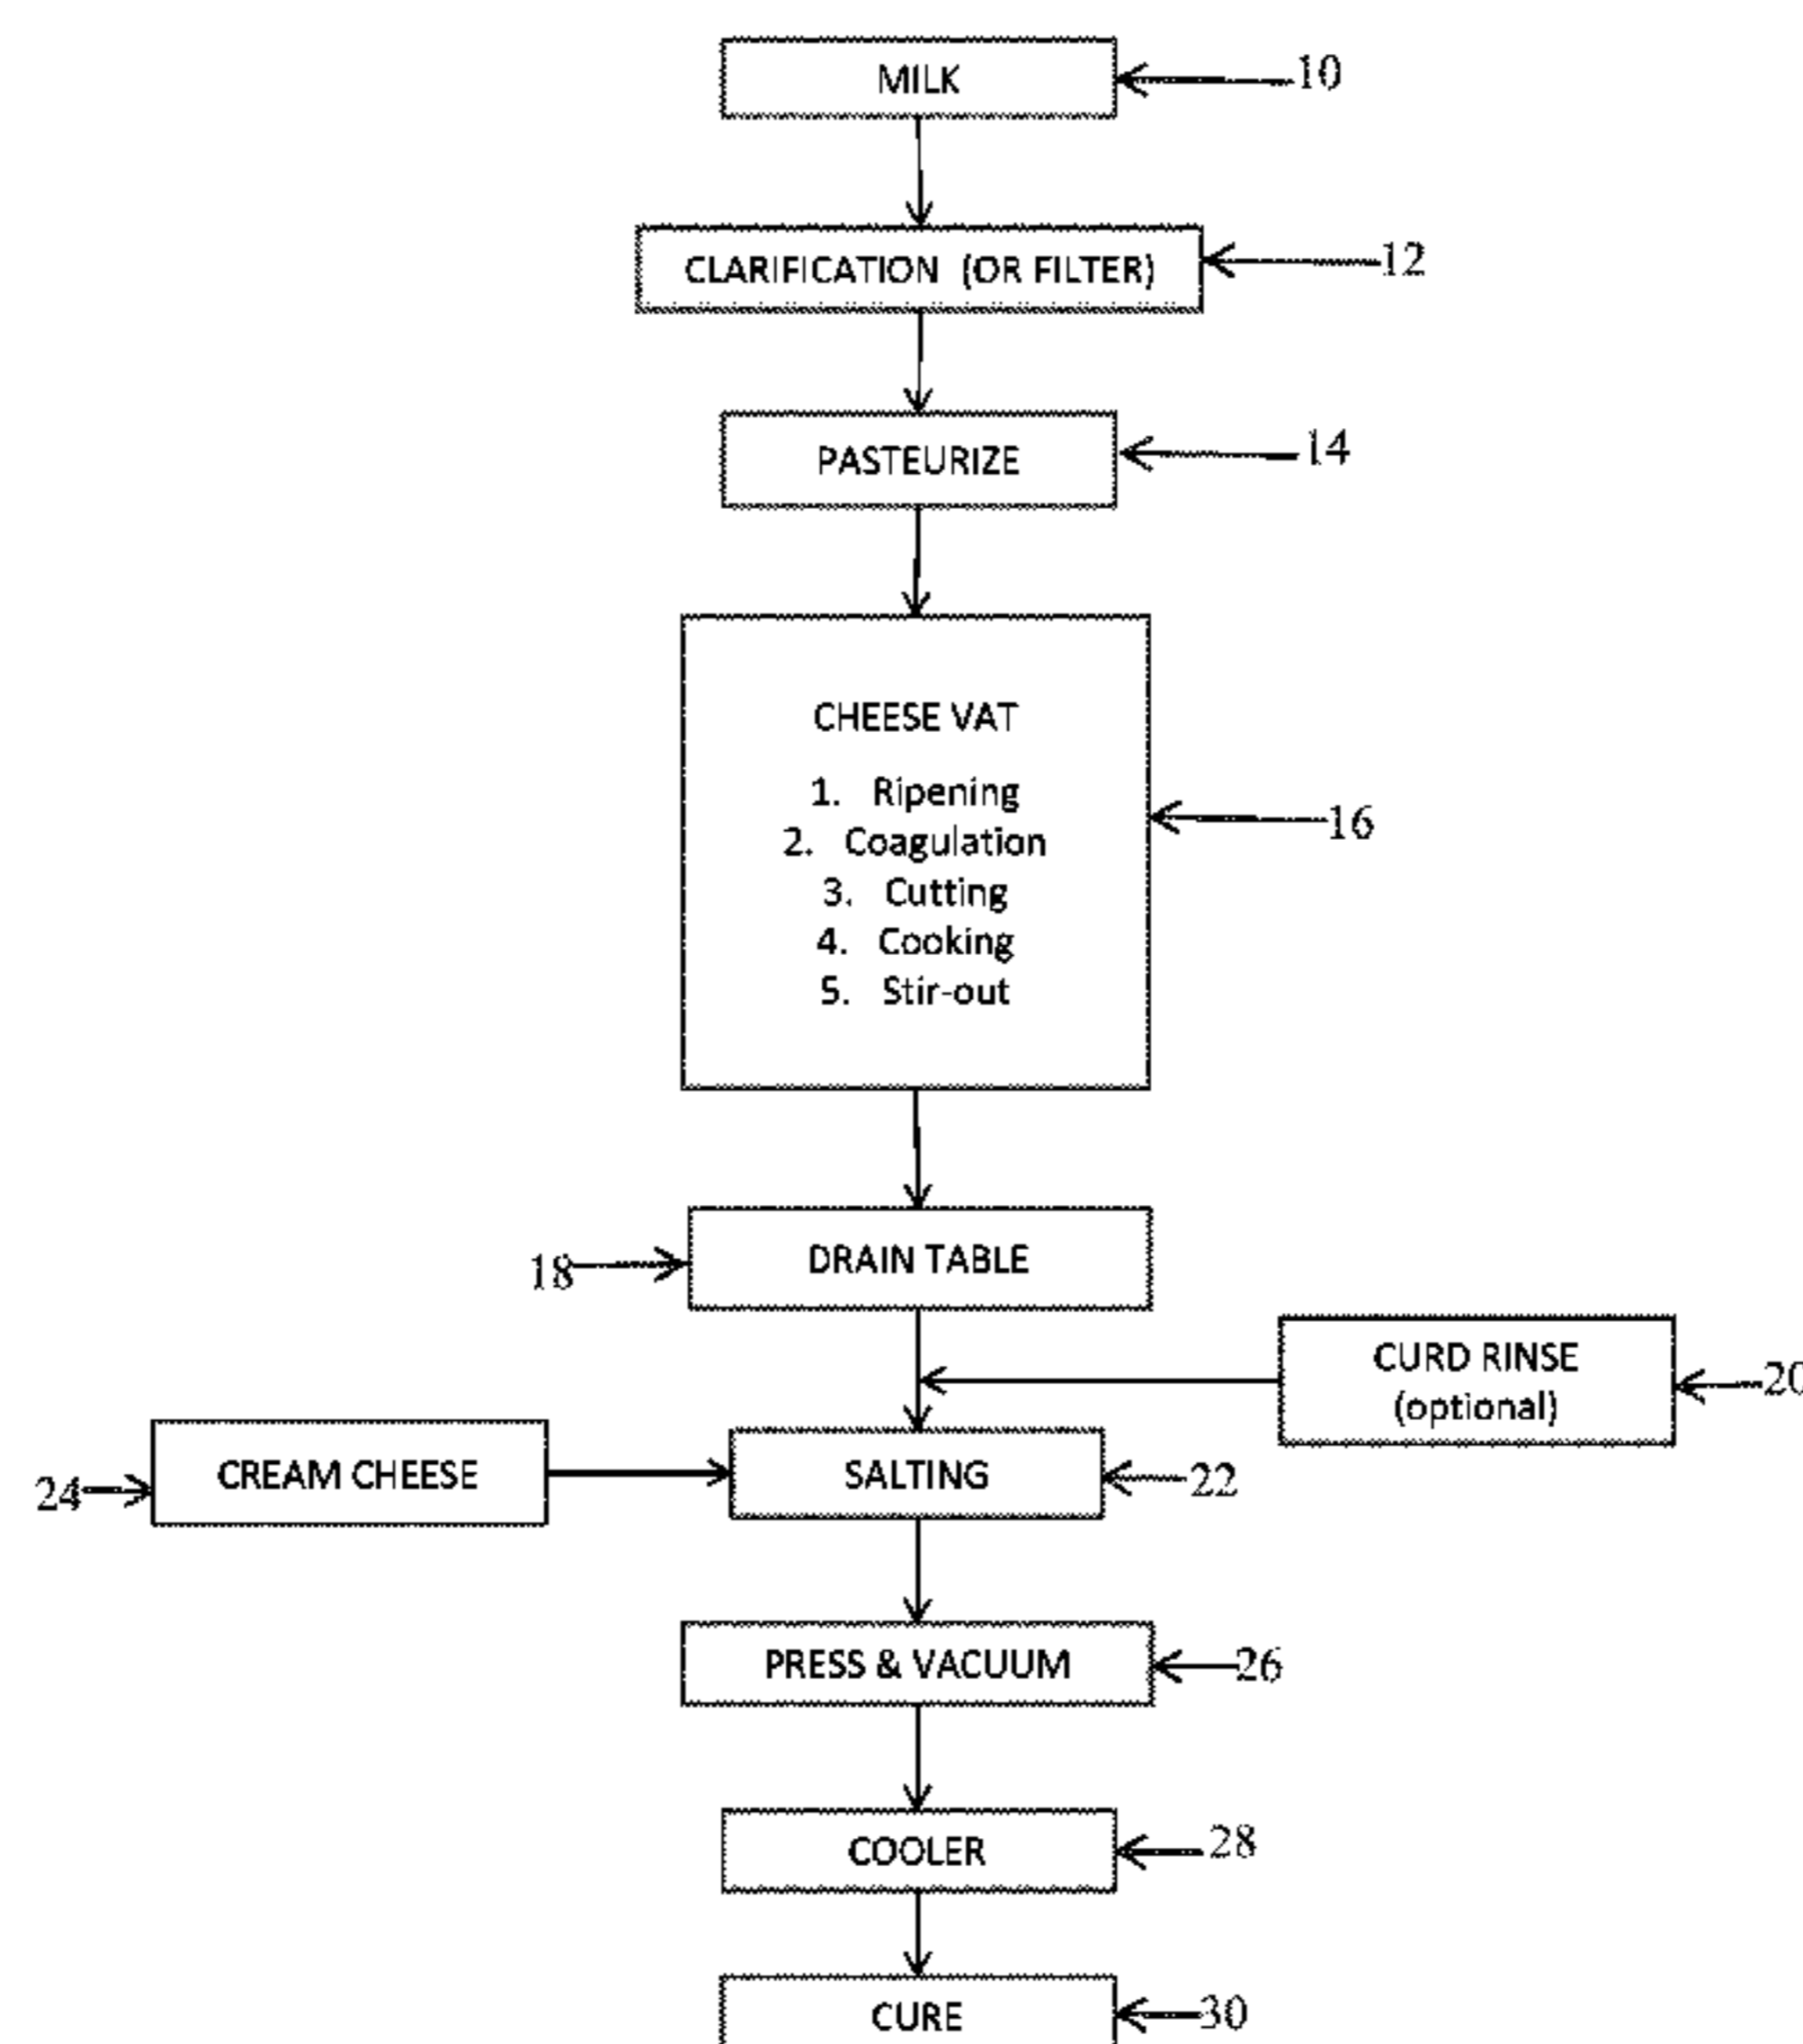 MILK
10
CLARIFICATION (OR FILTER)
12
PASTEURIZE
14
CHEESE VAT
1. Ripening
2. Coagulation
3. Cutting
4. Cooking
5. Stir-out
16
18
DRAIN TABLE
CURD RINSE
(optional)
20
24
CREAM CHEESE
SALTING
22
PRESS & VACUUM
26
COOLER
28
CURE
30